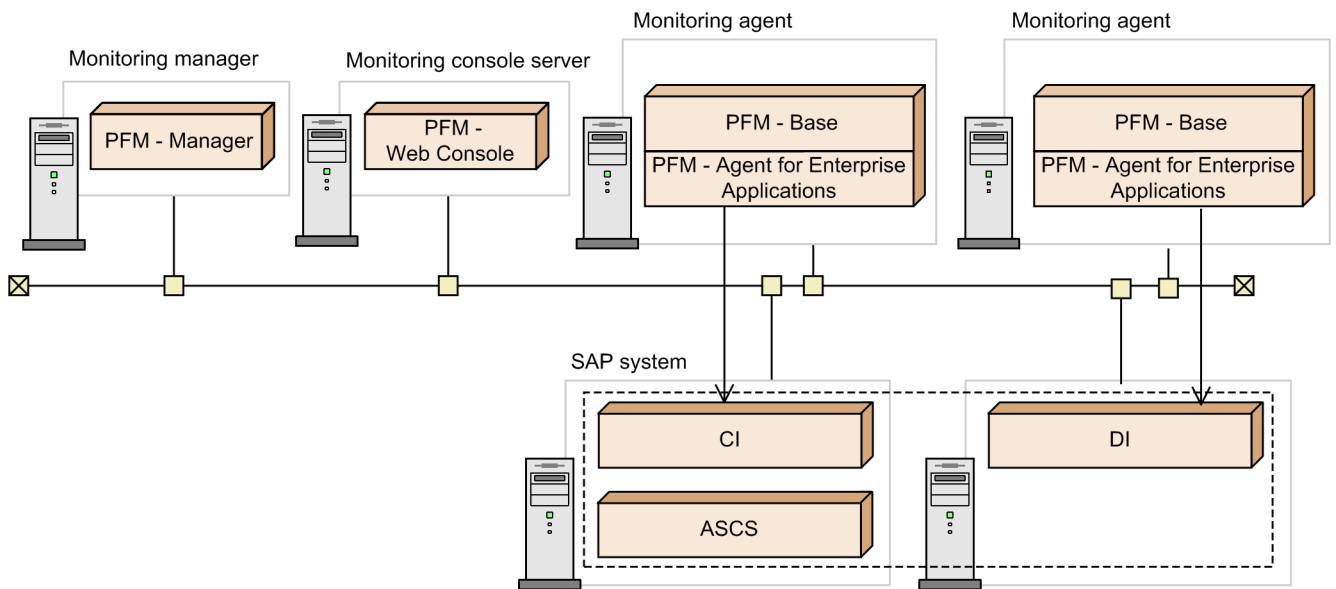 Monitoring manager
PFM - Manager
Monitoring console server
PFM -
Web Console
Monitoring agent
PFM - Base
PFM - Agent for Enterprise
Applications
Monitoring agent
PFM - Base
PFM - Agent for Enterprise
Applications
SAP system
CI
ASCS
DI